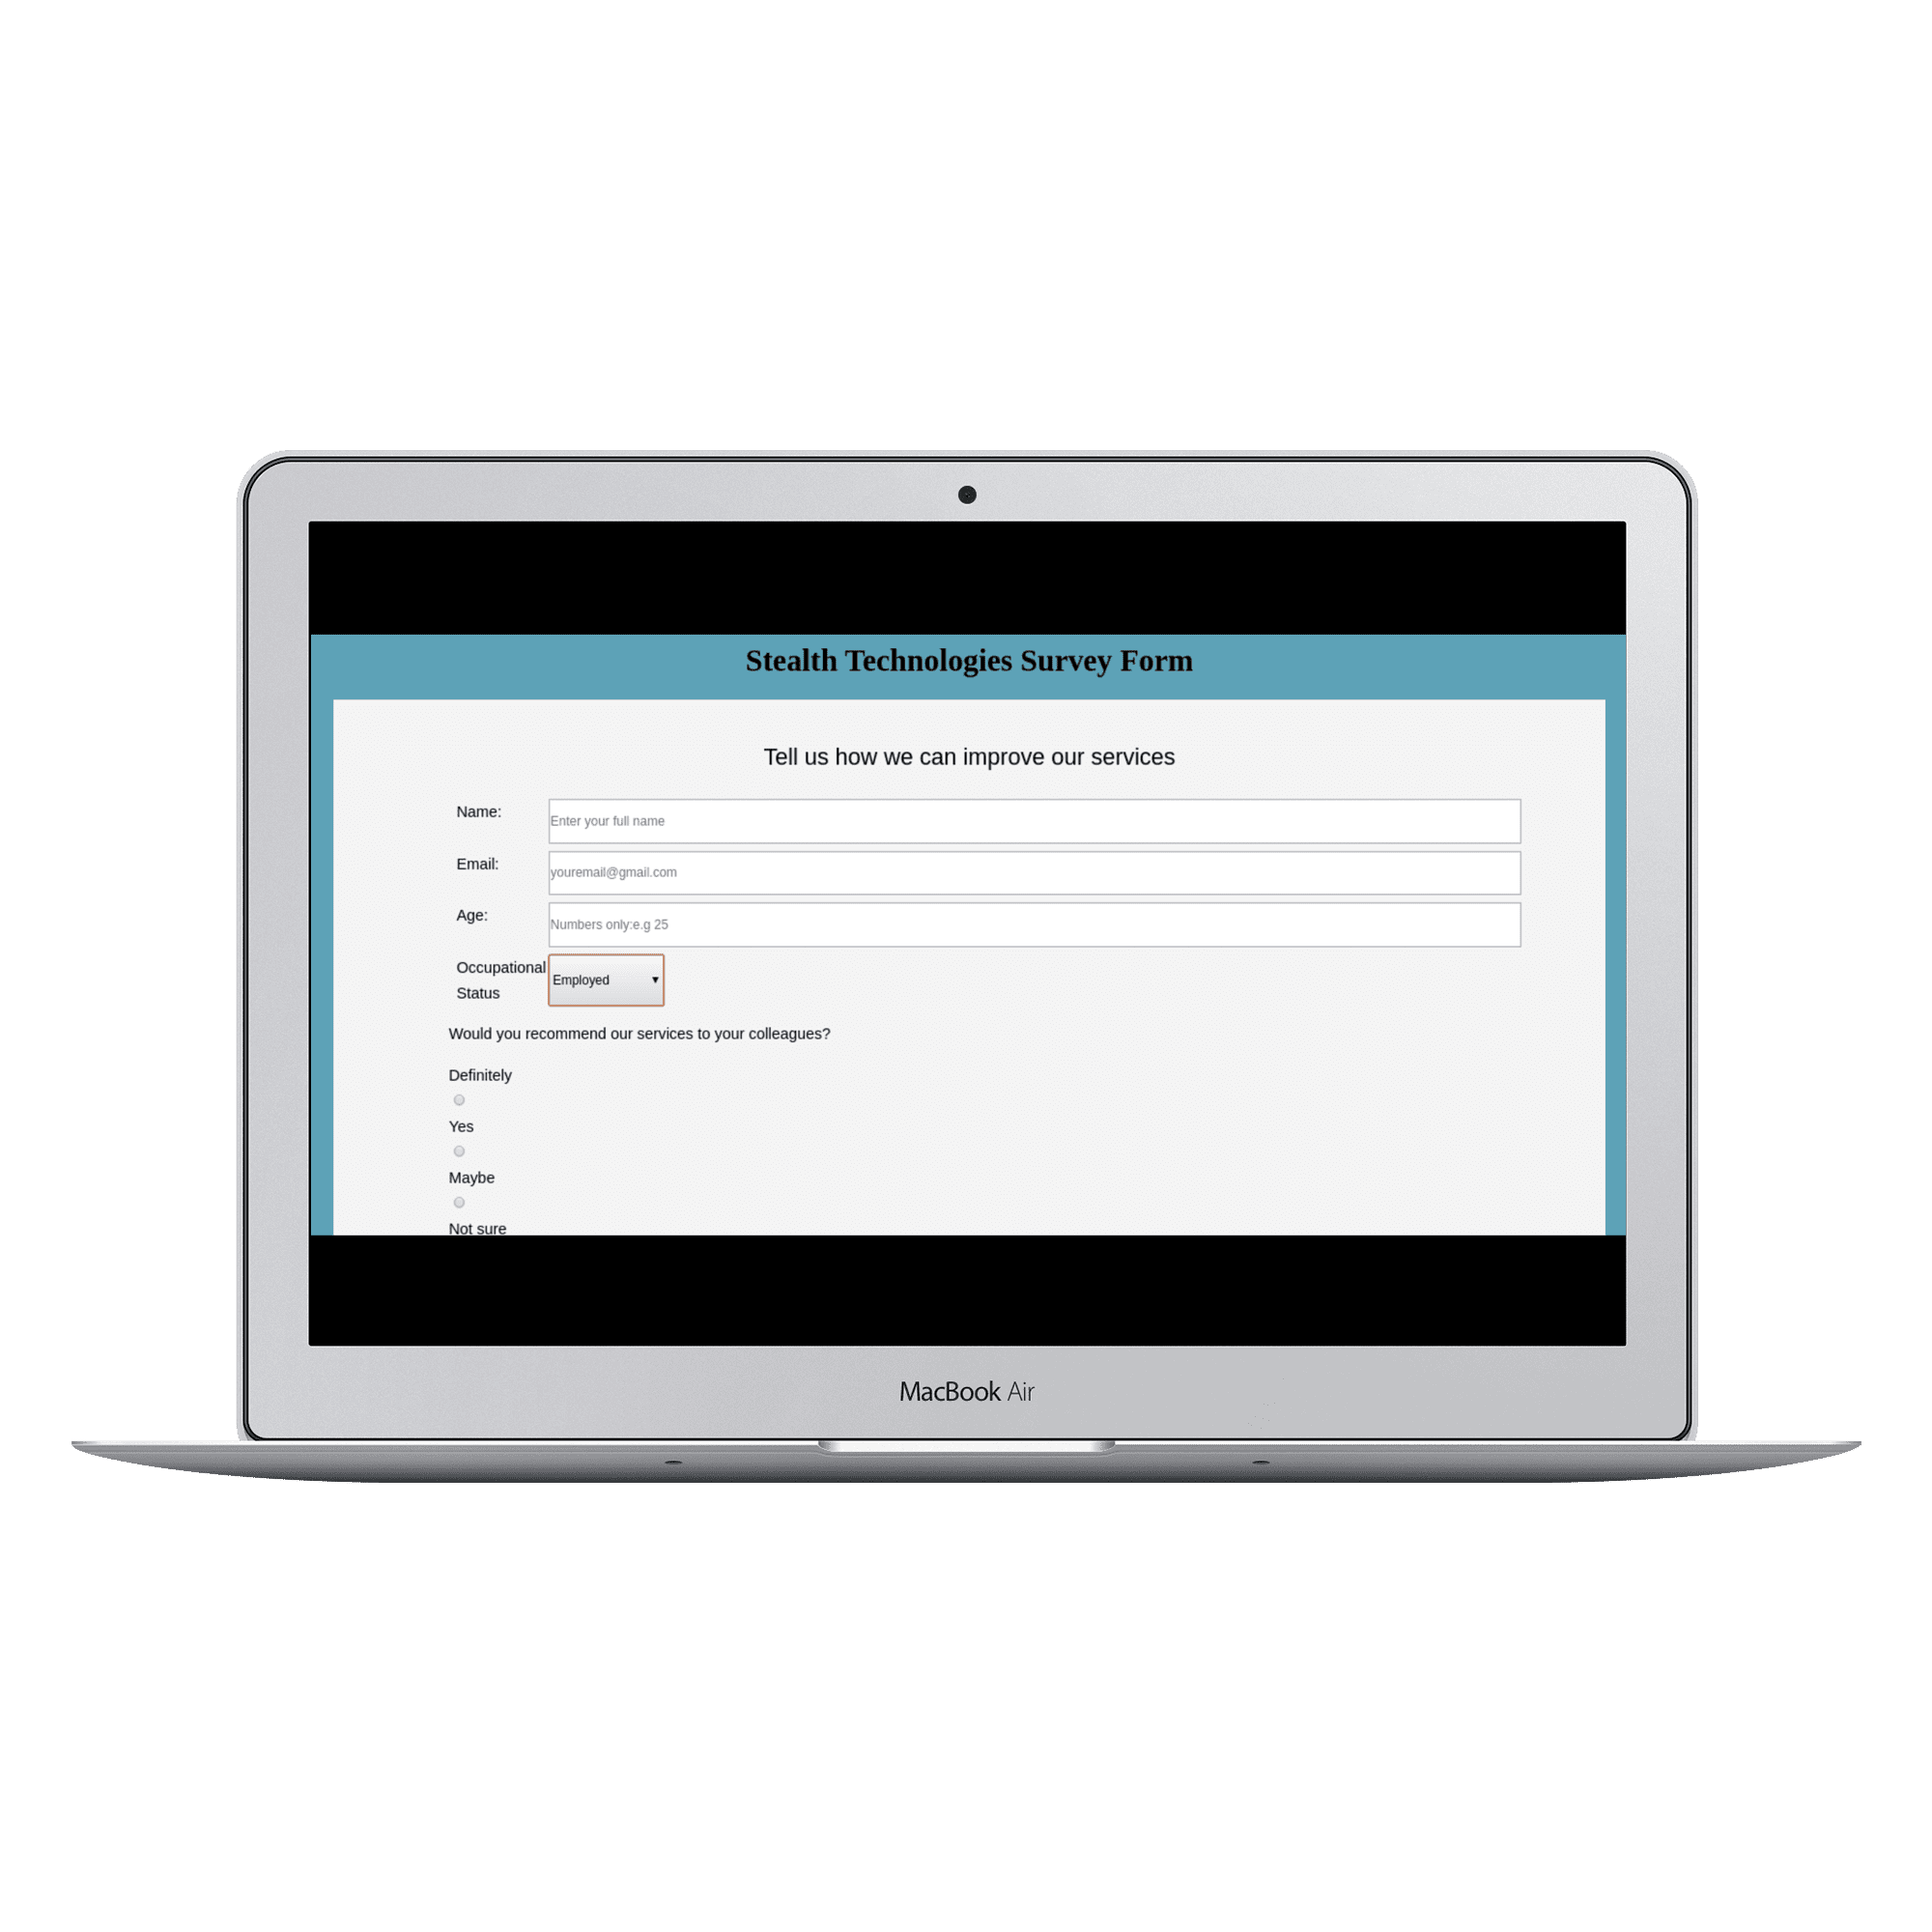 Stealth Technologies Survey Form
Tell us how we can improve our services
Name:
Enter your full name
Email:
youremail@gmail.com
Age:
Numbers only:e.g 25
Occupational
Status
Employed
Would you recommend our services to your colleagues?
Definitely
Yes
Maybe
Not sure
MacBook Air